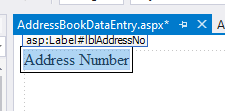 AddressBookDataEntry.aspx*
asp:Label#lblAddressNo
Address Number